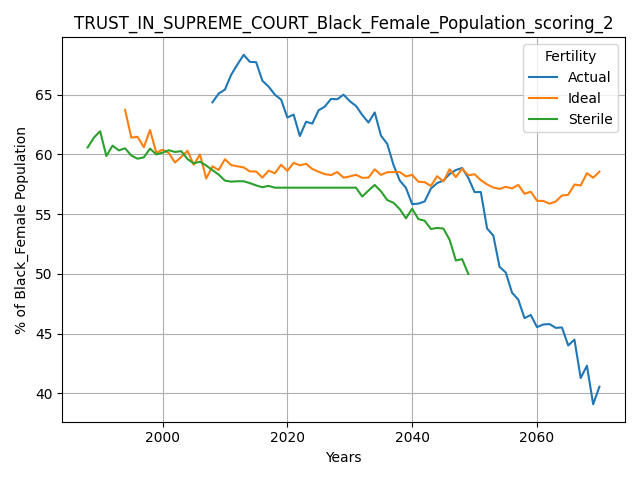 TRUST_IN_SUPREME_COURT_Black_Female_Population_scoring_2
Fertility
Actual
Ideal
Sterile
% of Black_Female Population
65
60
55
50
45
40
2000
2020
2040
2060
Years